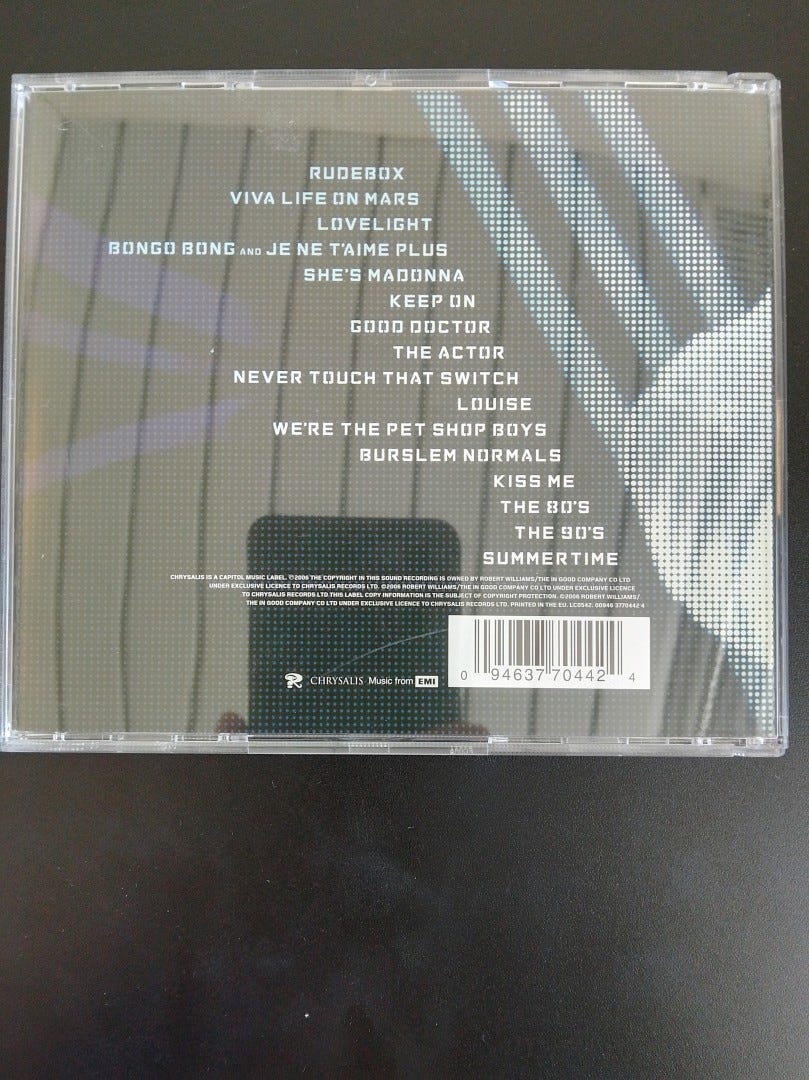 RUDEBOX
VIVA LIFE ON MARS
LOVELIGHT
BONGO BONG AND JE NE T'AIME PLUS
SHE'S MADONNA
KEEP ON
GOOD DOCTOR
THE ACTOR
NEVER TOUCH THAT SWITCH
LOUISE
WE'RE THE PET SHOP BOYS
BURSLEM NORMALS
KISS ME
THE 80'S
THE 90'S
SUMMERTIME
CHRYSALIS IS A CAPITOL MUSIC LABEL. ℗2006 THE COPYRIGHT IN THIS SOUND RECORDING IS OWNED BY ROBERT WILLIAMS/THE IN GOOD COMPANY CO LTD
UNDER EXCLUSIVE LICENCE TO CHRYSALIS RECORDS LTD. ©2006 ROBERT WILLIAMS/THE IN GOOD COMPANY CO LTD UNDER EXCLUSIVE LICENCE
TO CHRYSALIS RECORDS LTD.THIS LABEL COPY INFORMATION IS THE SUBJECT OF COPYRIGHT PROTECTION. ©2006 ROBERT WILLIAMS/
THE IN GOOD COMPANY CO LTD UNDER EXCLUSIVE LICENCE TO CHRYSALIS RECORDS LTD. PRINTED IN THE EU. LC0542. 00946 3770442 4
CHRYSALIS Music from EMI
0 94637 70442 4